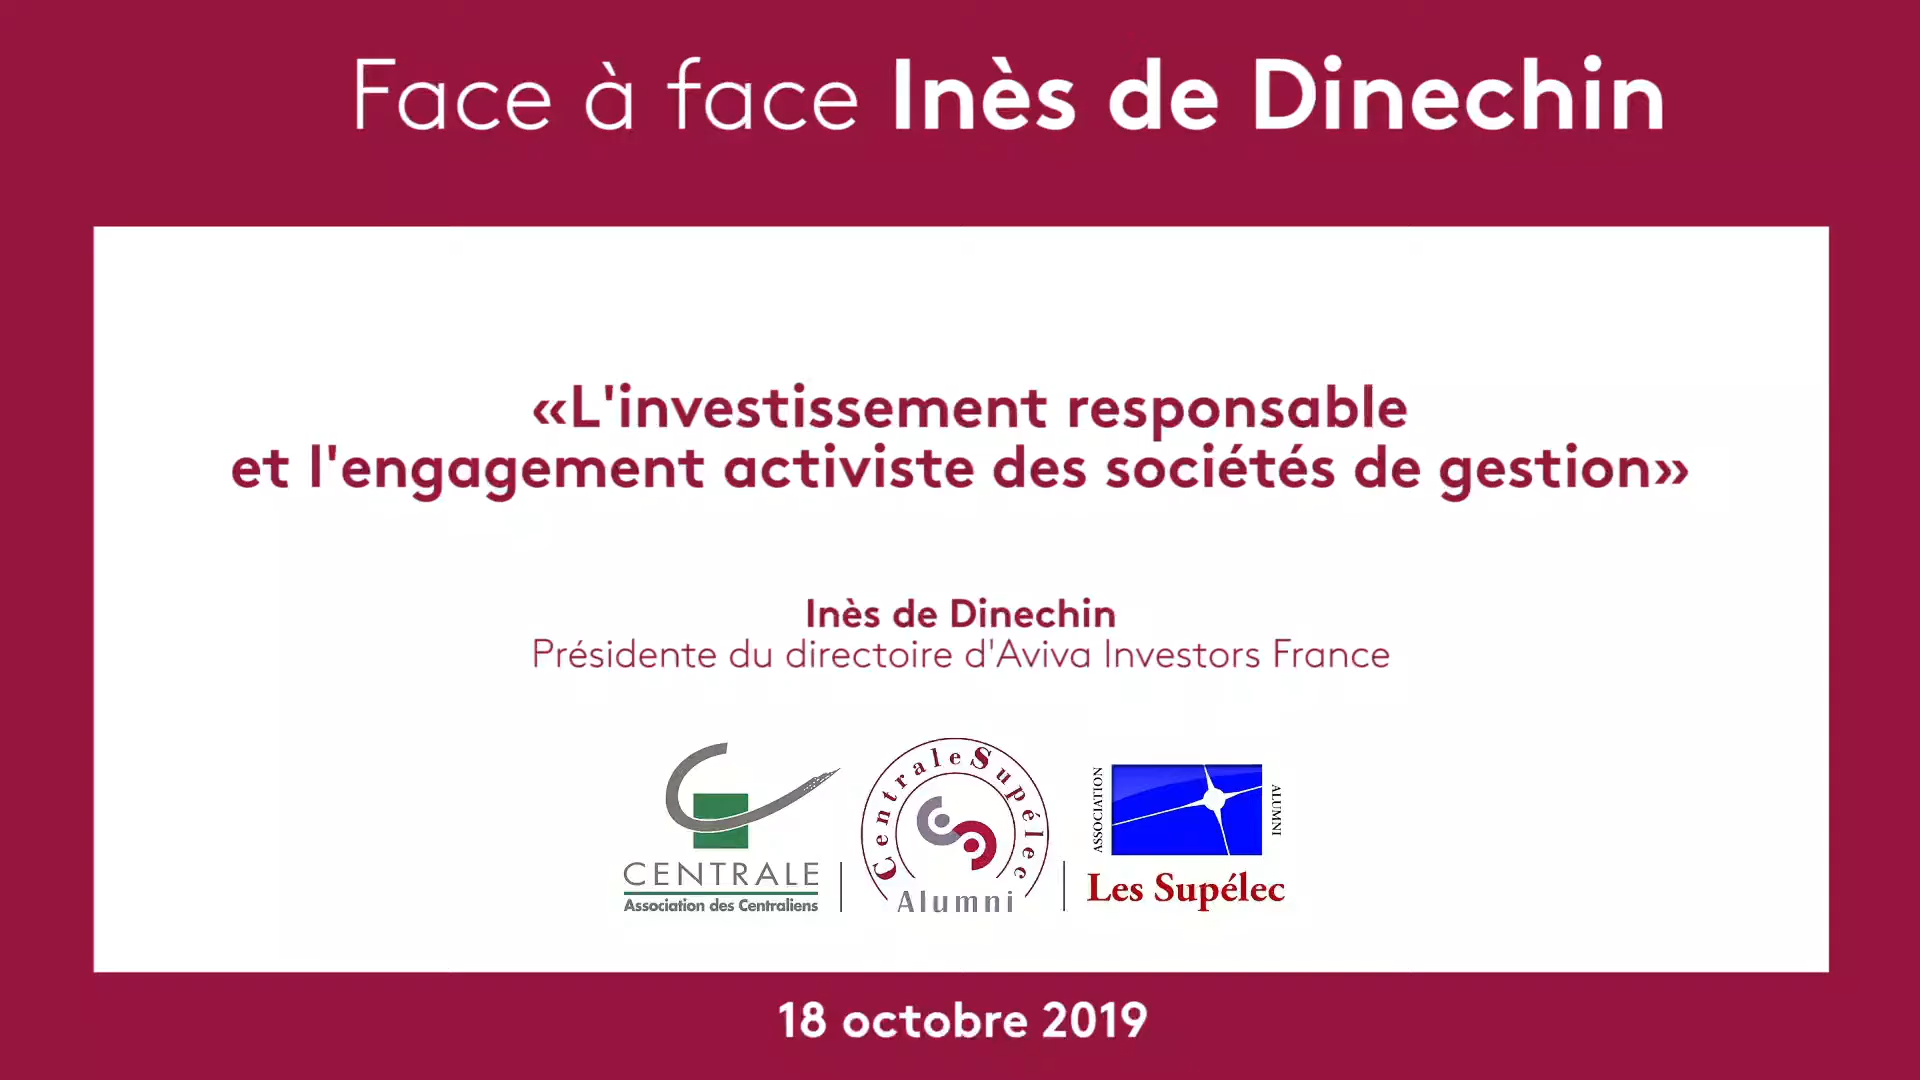 Face à face Inès de Dinechin
«L'investissement responsable
et l'engagement activiste des sociétés de gestion»
Inès de Dinechin
Présidente du directoire d'Aviva Investors France
CENTRALE
Association des Centraliens
CentraleSupélec
Alumni
ASSOCIATION
ALUMNI
Les Supélec
18 octobre 2019